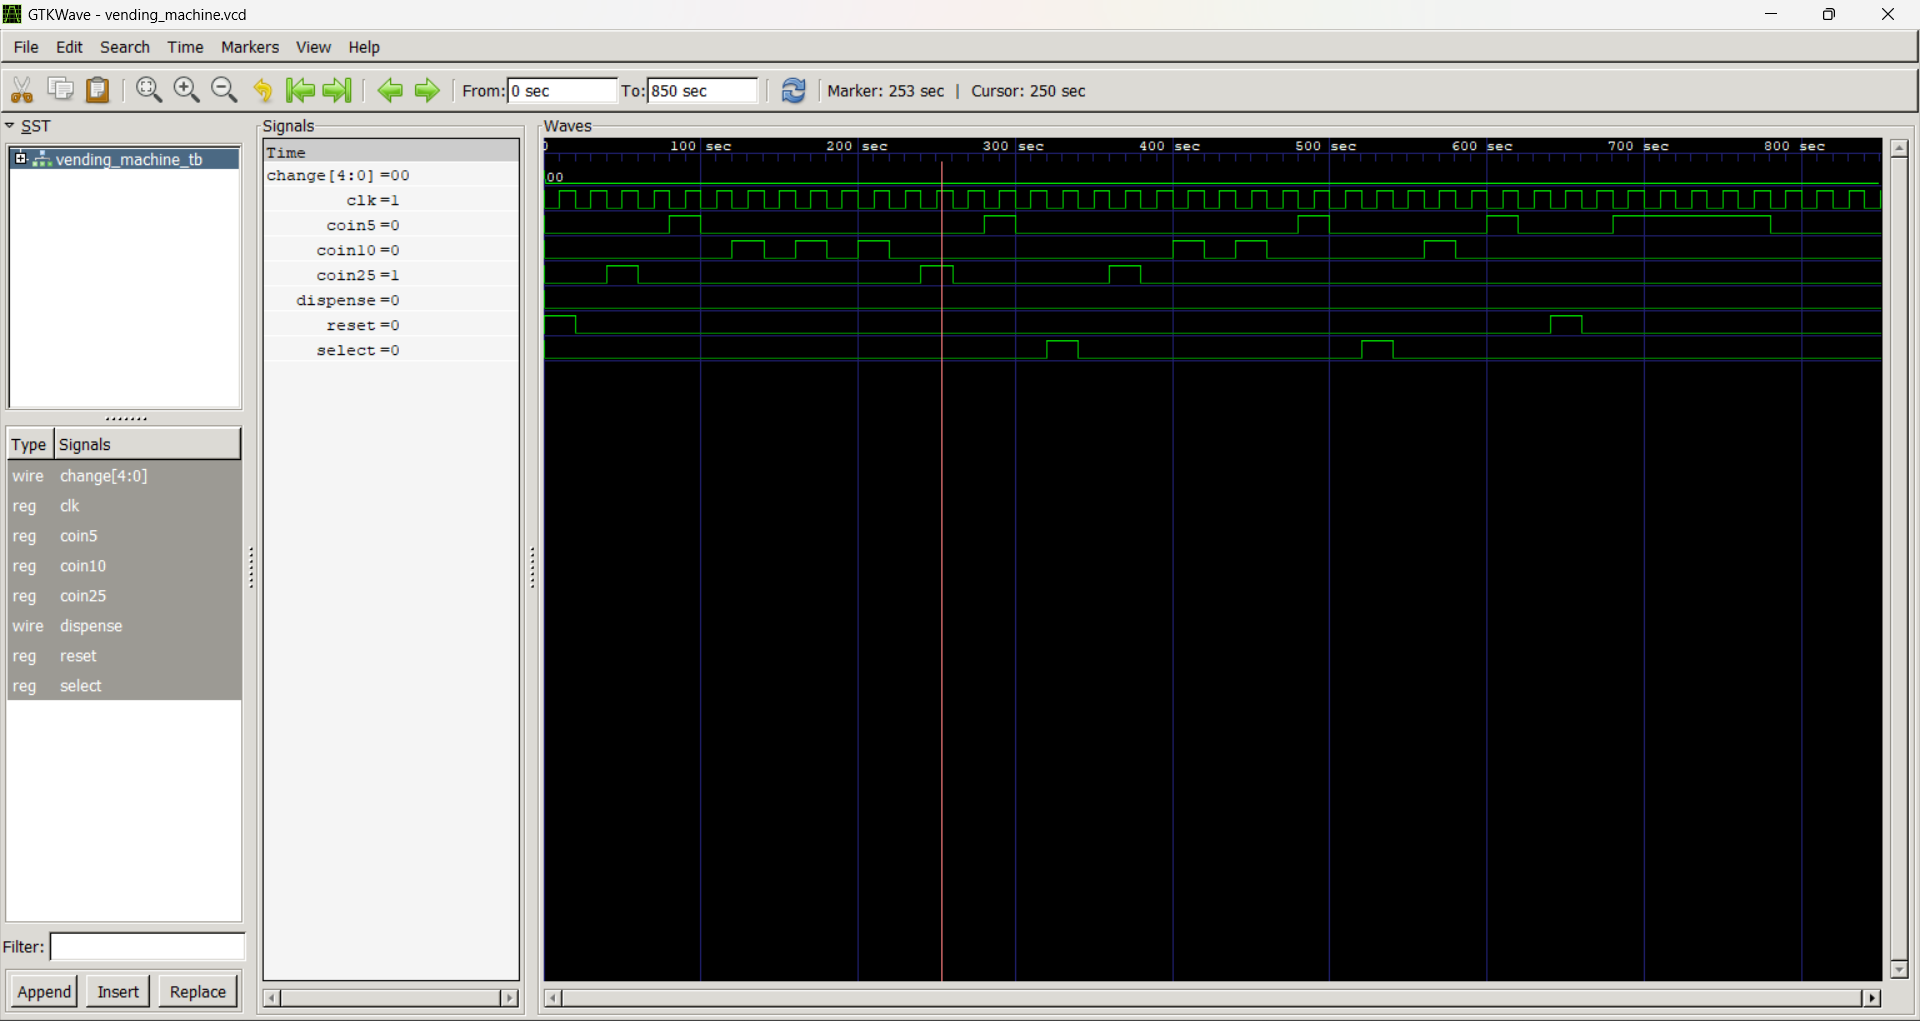 GTKWave - vending_machine.vcd
File Edit Search Time Markers View Help
From: 0 sec To: 850 sec Marker: 253 sec | Cursor: 250 sec
SST
vending_machine_tb
Type Signals
wire change[4:0]
reg clk
reg coin5
reg coin10
reg coin25
wire dispense
reg reset
reg select
Filter:
Append Insert Replace
Signals
Time
change[4:0] =00
clk =1
coin5 =0
coin10 =0
coin25 =1
dispense =0
reset =0
select =0
Waves
100 sec 200 sec 300 sec 400 sec 500 sec 600 sec 700 sec 800 sec
00